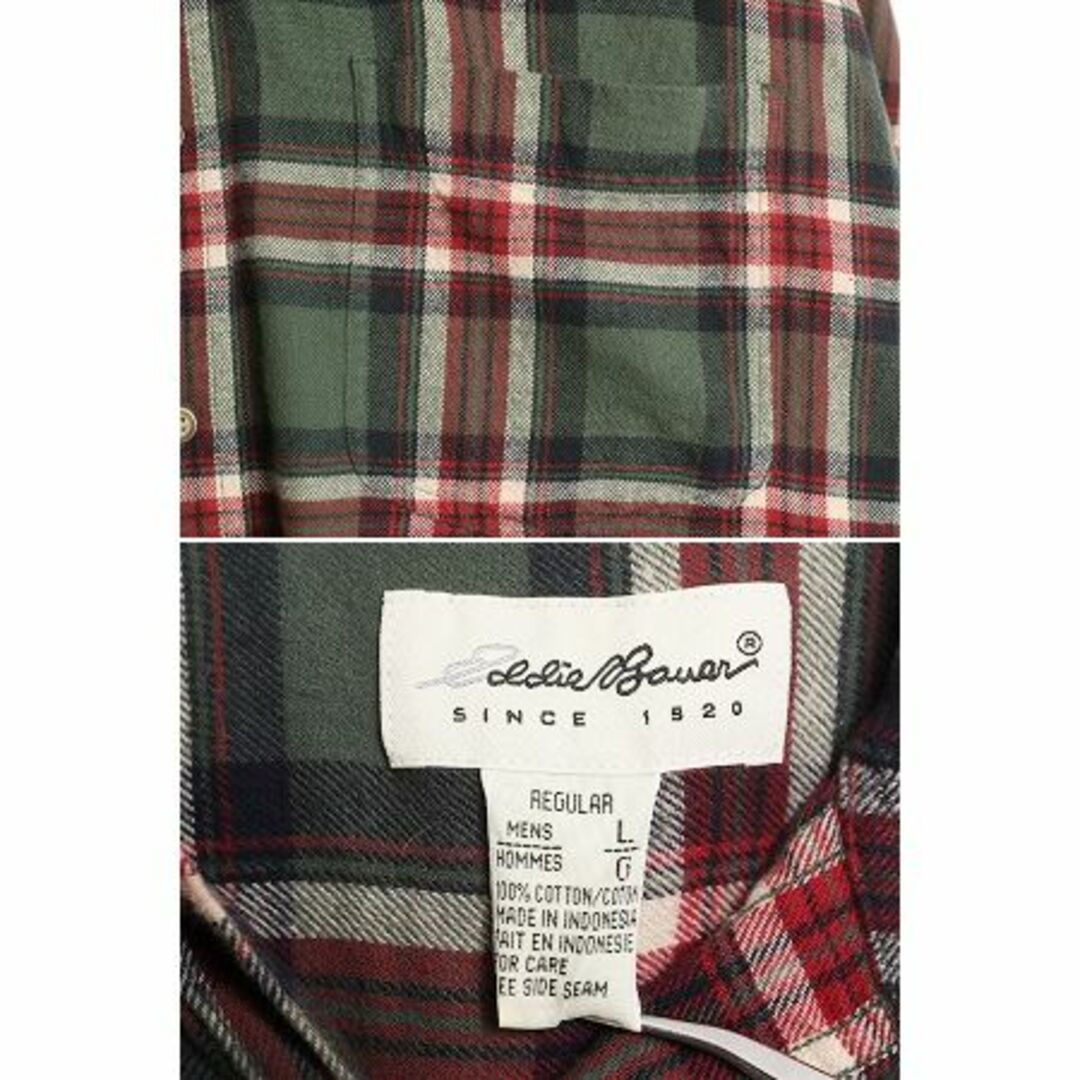 Eddie Bauer®
SINCE 1920
REGULAR
MENS L
HOMMES G
100% COTTON/COTON
MADE IN INDONESIA
FAIT EN INDONESIE
FOR CARE
EE SIDE SEAM